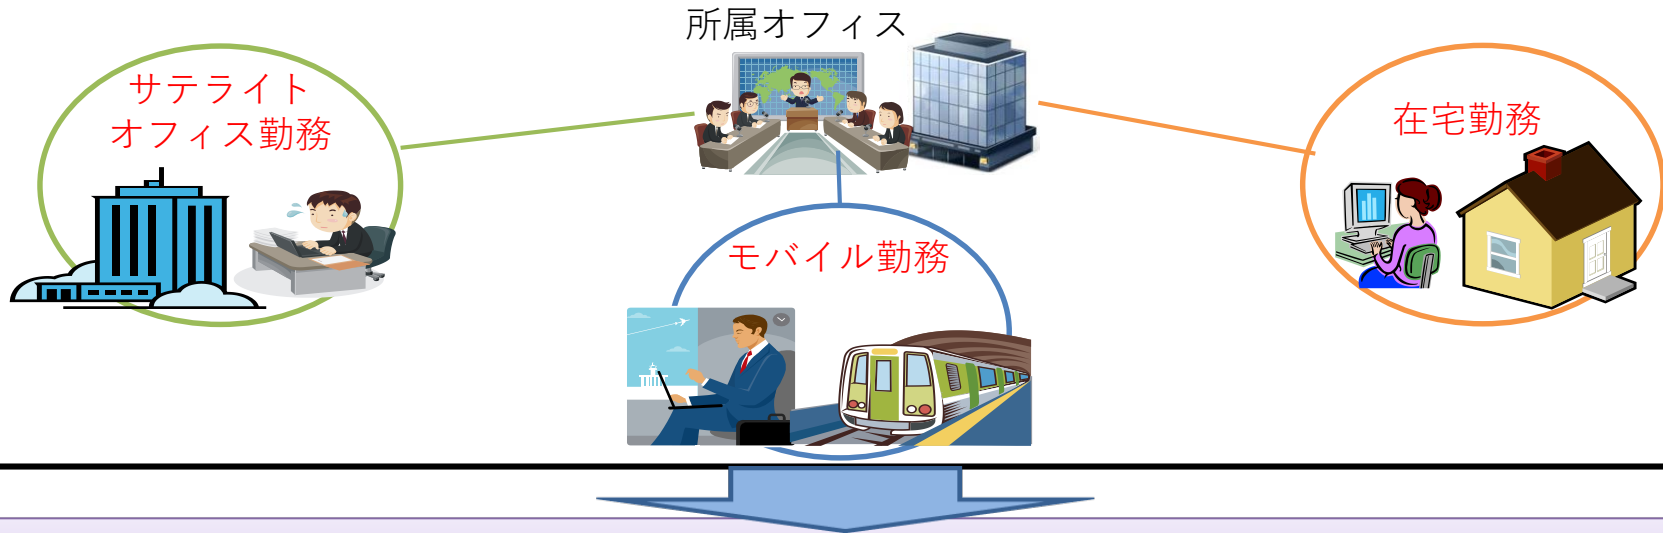 所属オフィス
サテライト
オフィス勤務
在宅勤務
モバイル勤務